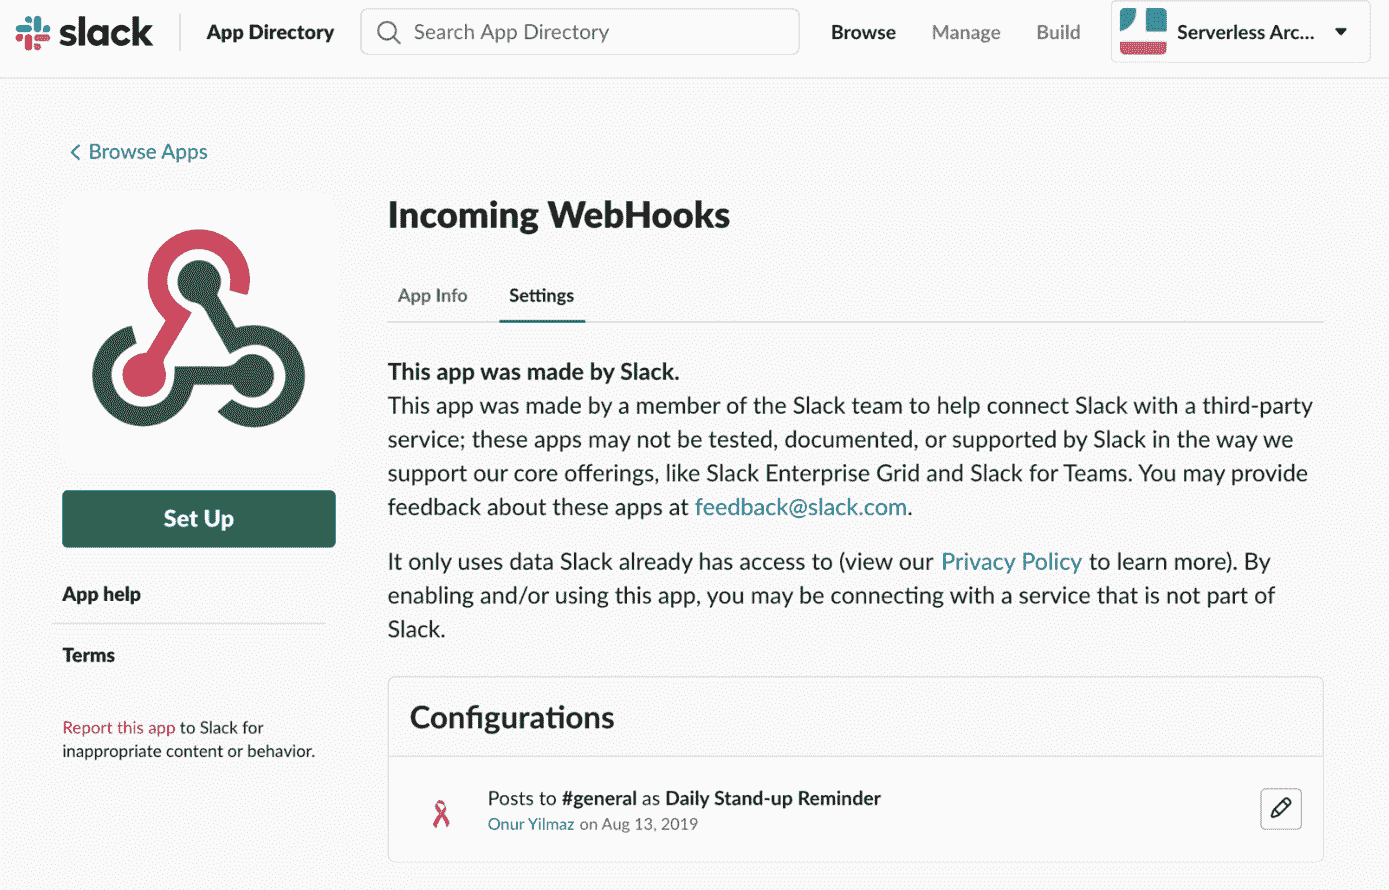 slack
App Directory
Search App Directory
Browse
Manage
Build
Serverless Arc...
Browse Apps
Incoming WebHooks
App Info
Settings
This app was made by Slack.
This app was made by a member of the Slack team to help connect Slack with a third-party
service; these apps may not be tested, documented, or supported by Slack in the way we
support our core offerings, like Slack Enterprise Grid and Slack for Teams. You may provide
feedback about these apps at feedback@slack.com.
It only uses data Slack already has access to (view our Privacy Policy to learn more). By
enabling and/or using this app, you may be connecting with a service that is not part of
Slack.
Set Up
App help
Terms
Report this app to Slack for
inappropriate content or behavior.
Configurations
Posts to #general as Daily Stand-up Reminder
Onur Yilmaz on Aug 13, 2019